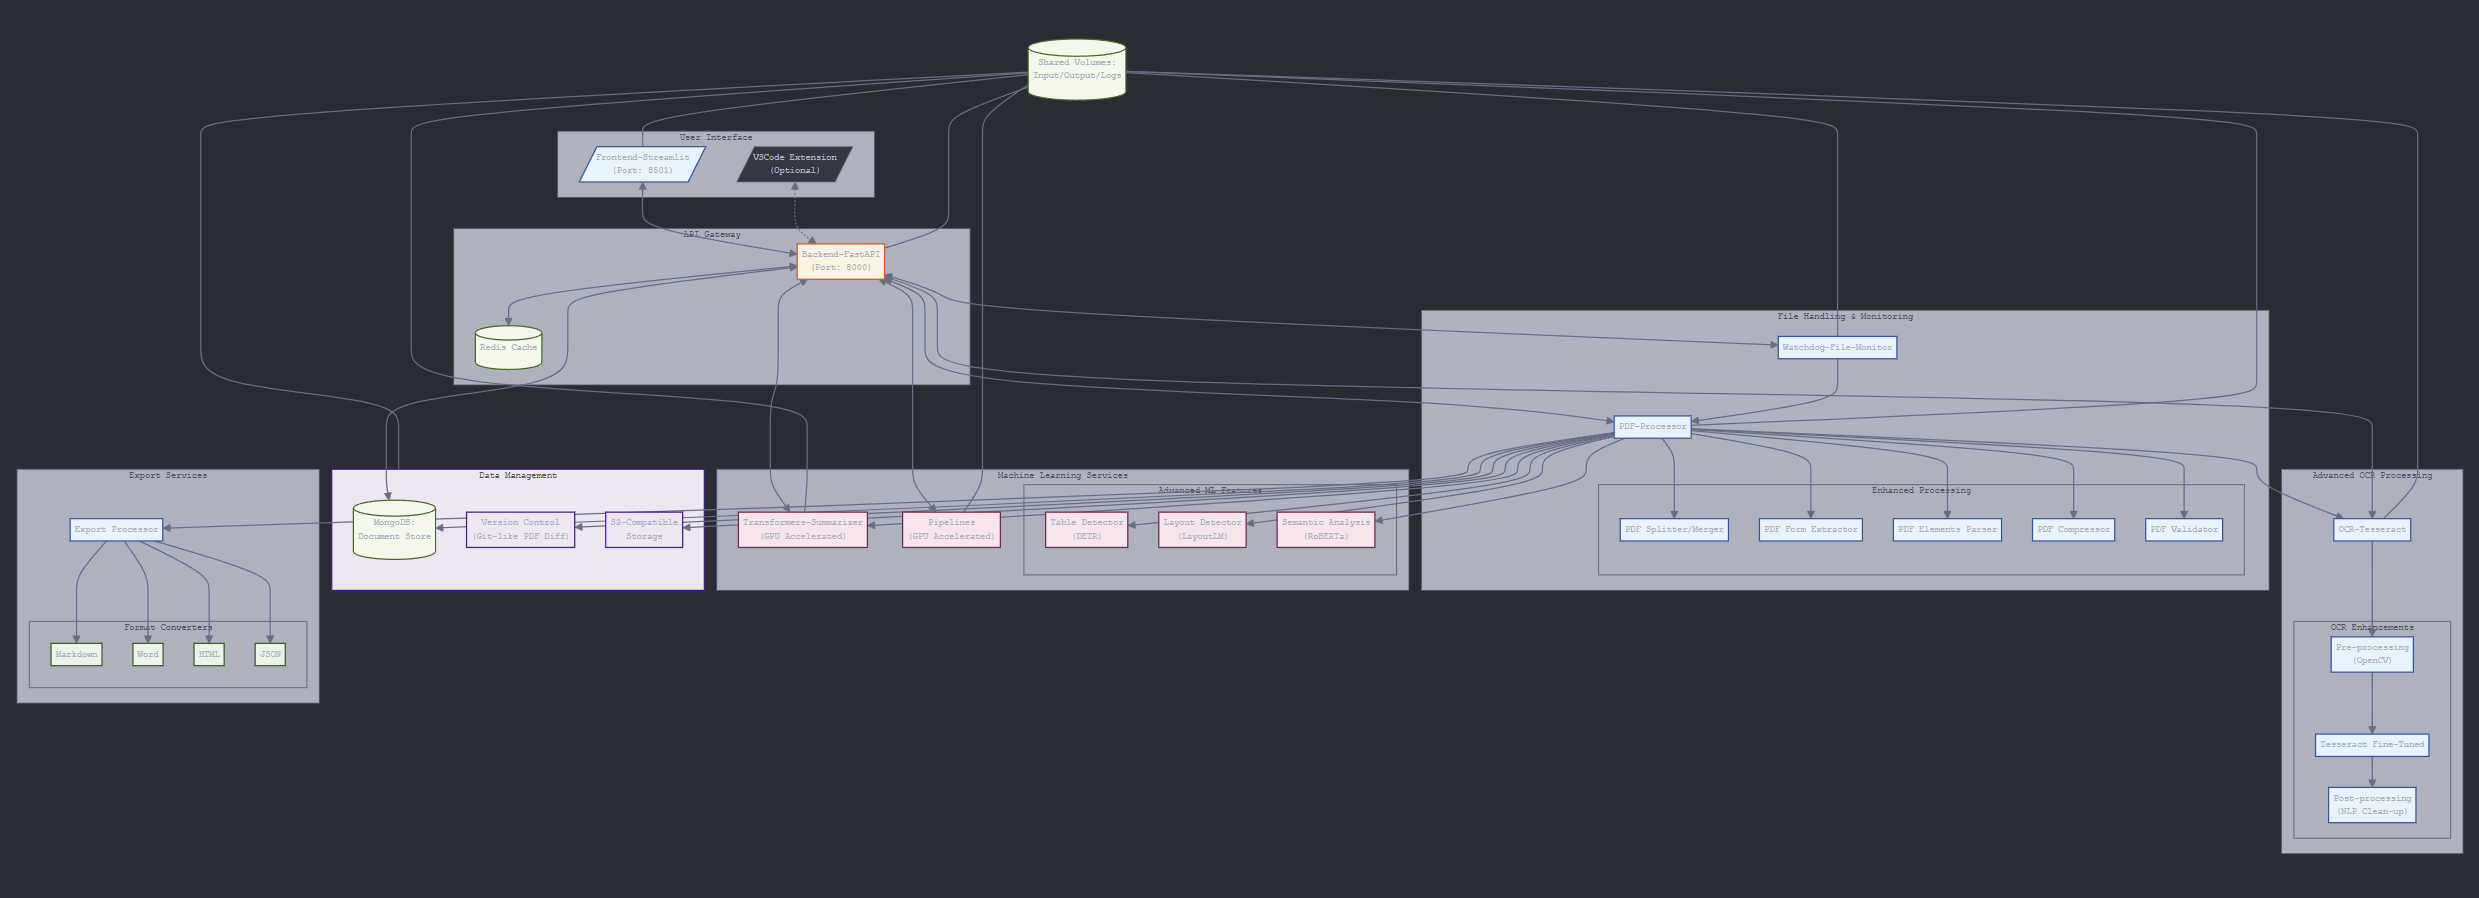 Shared Volumes:
Input/Output/Logs
User Interface
Frontend-Streamlit
(Port: 8501)
VSCode Extension
(Optional)
API Gateway
Backend-FastAPI
(Port: 8000)
Redis Cache
File Handling & Monitoring
Watchdog-File-Monitor
PDF-Processor
Export Services
Export Processor
Format Converters
Markdown
Word
HTML
JSON
Data Management
MongoDB:
Document Store
Version Control
(Git-like PDF Diff)
S3-Compatible
Storage
Machine Learning Services
Transformers-Summariser
(GPU Accelerated)
Pipelines
(GPU Accelerated)
Advanced ML Features
Table Detector
(DETR)
Layout Detector
(LayoutLM)
Semantic Analysis
(RoBERTa)
Enhanced Processing
PDF Splitter/Merger
PDF Form Extractor
PDF Elements Parser
PDF Compressor
PDF Validator
Advanced OCR Processing
OCR-Tesseract
OCR Enhancements
Pre-processing
(OpenCV)
Tesseract Fine-Tuned
Post-processing
(NLP Clean-up)